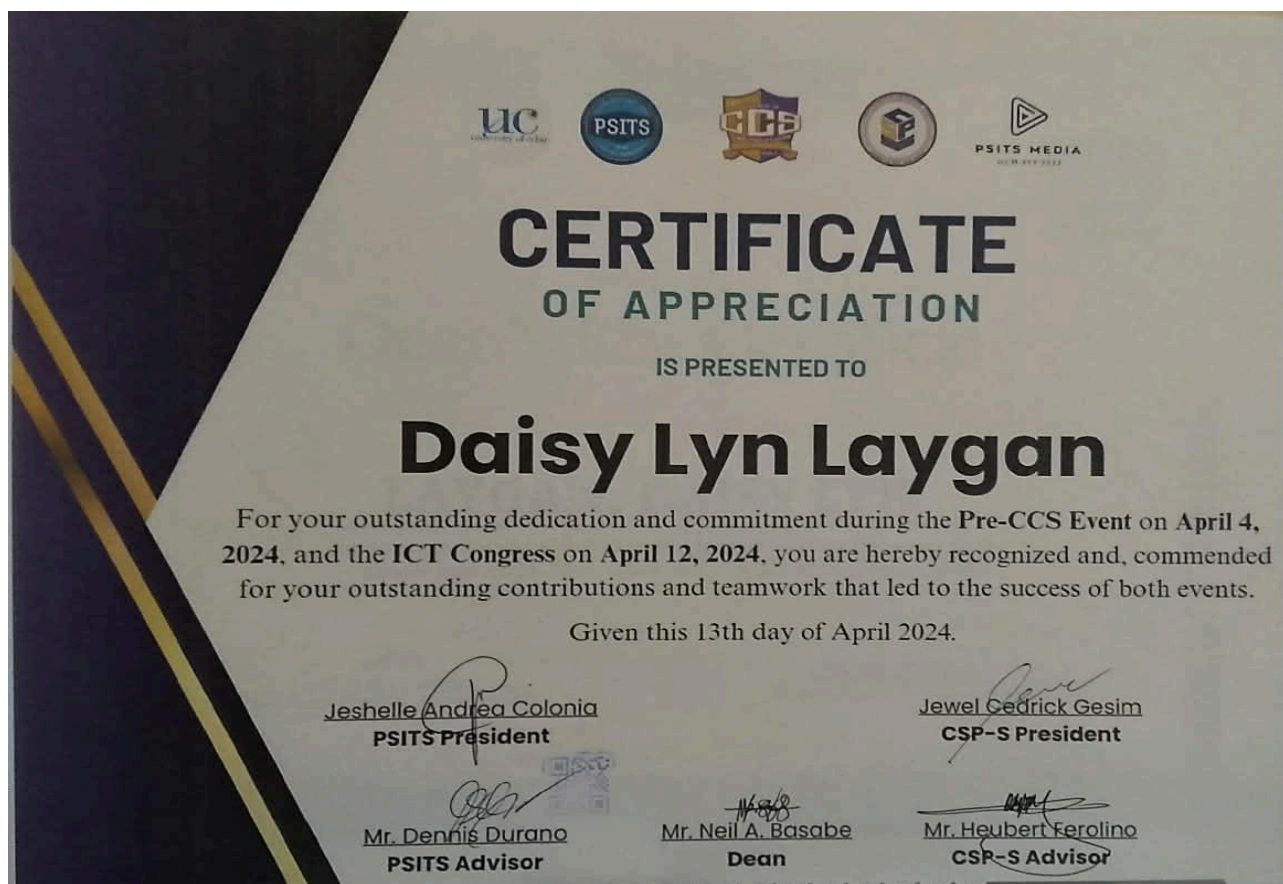 UC
University of Cebu
PSITS
CCS
PSITS MEDIA
CERTIFICATE
OF APPRECIATION
IS PRESENTED TO
Daisy Lyn Laygan
For your outstanding dedication and commitment during the Pre-CCS Event on April 4,
2024, and the ICT Congress on April 12, 2024, you are hereby recognized and, commended
for your outstanding contributions and teamwork that led to the success of both events.
Given this 13th day of April 2024.
Jeshelle Andrea Colonia
PSITS President
Jewel Cedrick Gesim
CSP-S President
Mr. Dennis Durano
PSITS Advisor
Mr. Neil A. Basabe
Dean
Mr. Heubert Ferolino
CSP-S Advisor